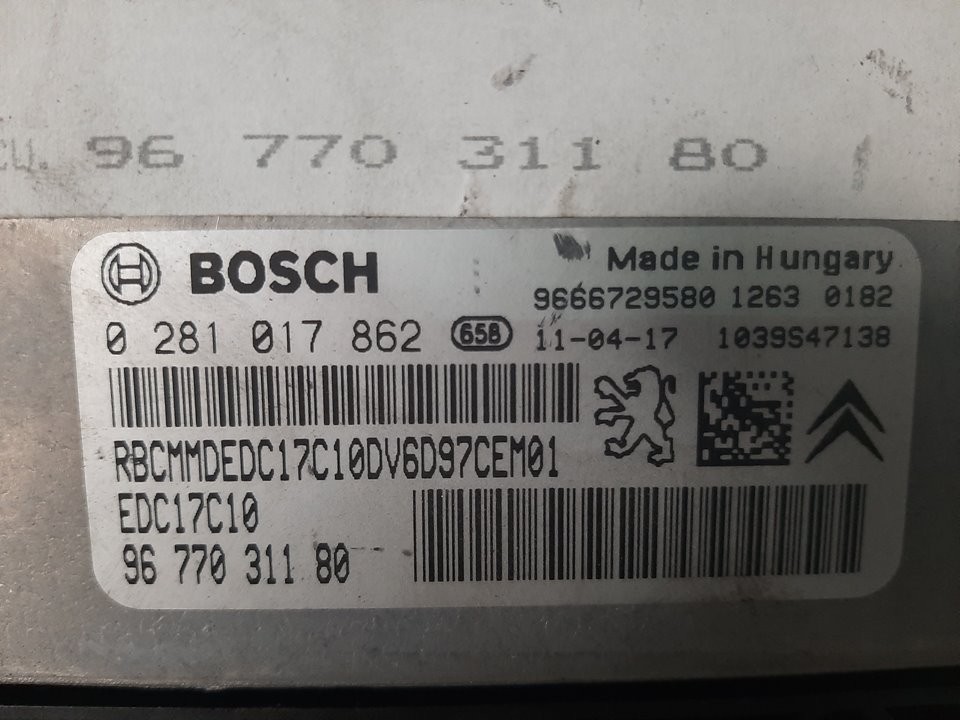 96 770 311 80
BOSCH
Made in Hungary
9666729580 1263 0182
0 281 017 862 658 11-04-17 1039S47138
RBCMMDEDC17C10DV6D97CEM01
EDC17C10
96 770 311 80